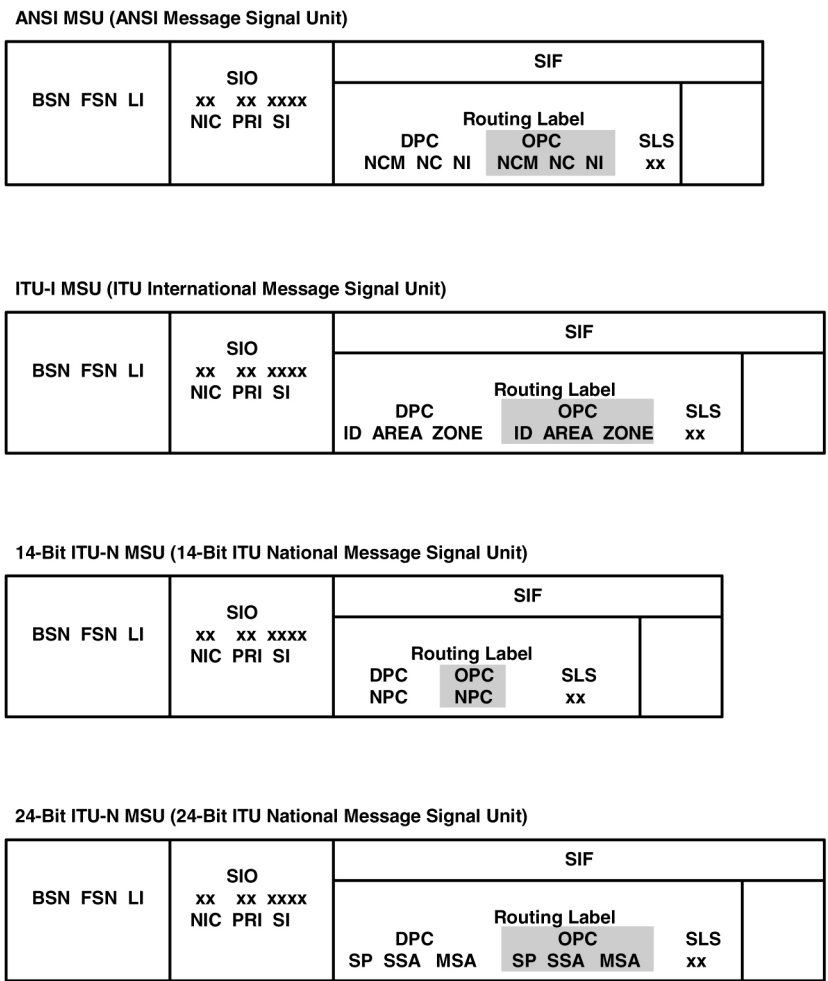 ANSI MSU (ANSI Message Signal Unit)
BSN FSN LI
SIO
xx xx xxxx
NIC PRI SI
SIF
Routing Label
DPC OPC SLS
NCM NC NI NCM NC NI xx
ITU-I MSU (ITU International Message Signal Unit)
BSN FSN LI
SIO
xx xx xxxx
NIC PRI SI
SIF
Routing Label
DPC OPC SLS
ID AREA ZONE ID AREA ZONE xx
14-Bit ITU-N MSU (14-Bit ITU National Message Signal Unit)
BSN FSN LI
SIO
xx xx xxxx
NIC PRI SI
SIF
Routing Label
DPC OPC SLS
NPC NPC xx
24-Bit ITU-N MSU (24-Bit ITU National Message Signal Unit)
BSN FSN LI
SIO
xx xx xxxx
NIC PRI SI
SIF
Routing Label
DPC OPC SLS
SP SSA MSA SP SSA MSA xx